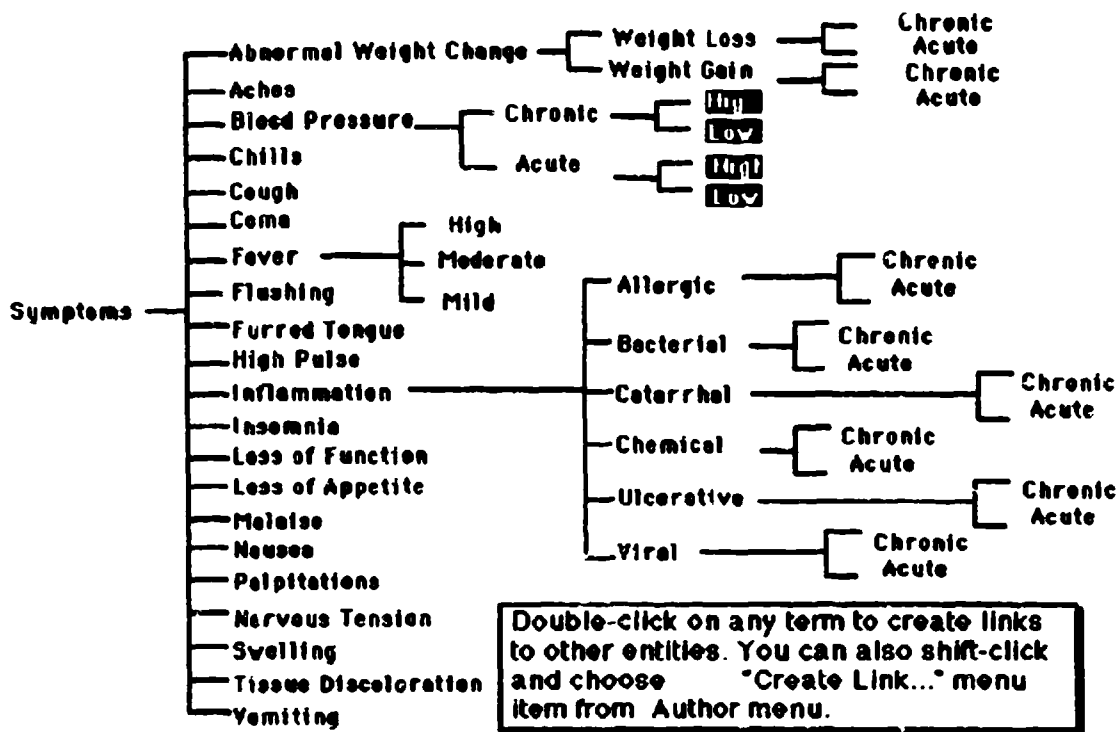 Symptoms
Abnormal Weight Change
Weight Loss
Chronic
Acute
Weight Gain
Chronic
Acute
Aches
Blood Pressure
Chronic
Hig
Low
Acute
High
Low
Chills
Cough
Coma
Fever
High
Moderate
Mild
Flushing
Furred Tongue
High Pulse
Inflammation
Allergic
Chronic
Acute
Bacterial
Chronic
Acute
Catarrhal
Chronic
Acute
Chemical
Chronic
Acute
Ulcerative
Chronic
Acute
Viral
Chronic
Acute
Insomnia
Loss of Function
Loss of Appetite
Malaise
Nausea
Palpitations
Nervous Tension
Swelling
Tissue Discoloration
Vomiting
Double-click on any term to create links
to other entities. You can also shift-click
and choose "Create Link..." menu
item from Author menu.